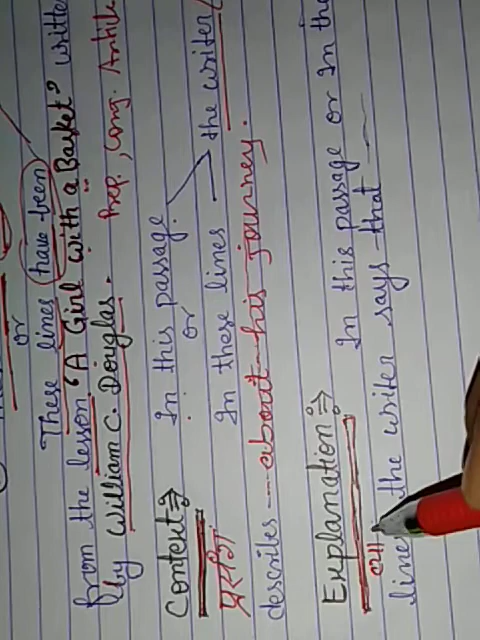 or
These lines have been written
from the lesson "A Girl with a Basket"
by William C. Douglas. Prep., Conj. Article
Context ⇒ In this passage
or
प्रसंग In these lines the writer
describes --- about his journey.
Explanation ⇒ In this passage or in the
lines the writer says that